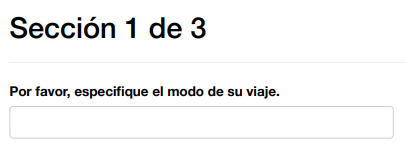 Sección 1 de 3
Por favor, especifique el modo de su viaje.